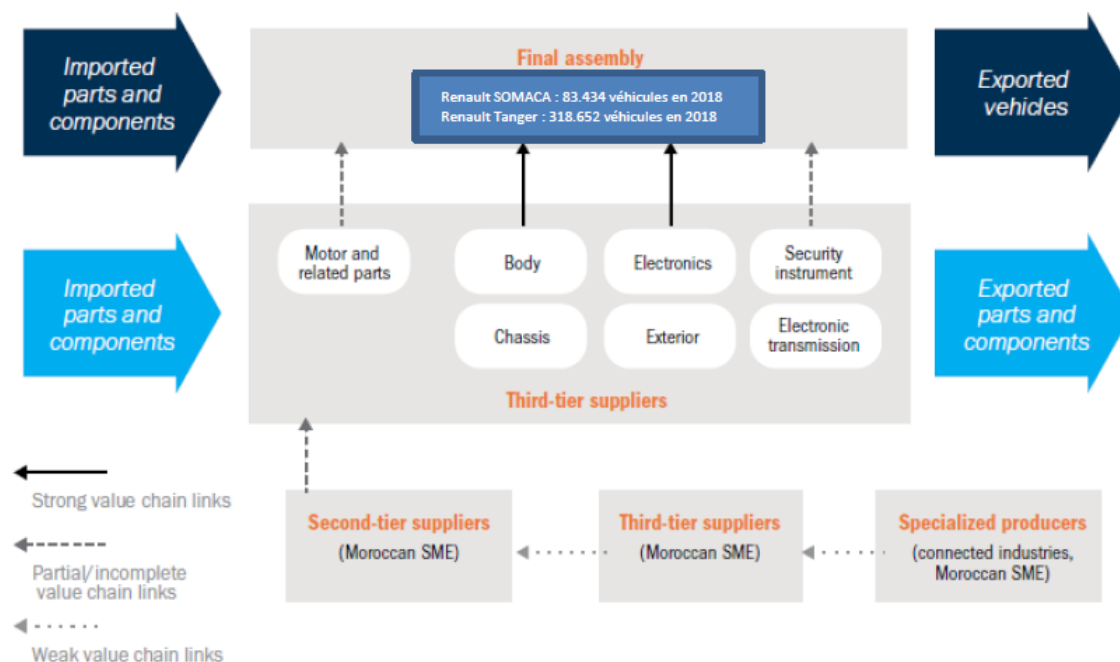 Imported
parts and
components
Final assembly
Renault SOMACA : 83.434 véhicules en 2018
Renault Tanger : 318.652 véhicules en 2018
Exported
vehicles
Imported
parts and
components
Motor and
related parts
Body
Electronics
Security
instrument
Chassis
Exterior
Electronic
transmission
Third-tier suppliers
Exported
parts and
components
Strong value chain links
Partial/incomplete
value chain links
Weak value chain links
Second-tier suppliers
(Moroccan SME)
Third-tier suppliers
(Moroccan SME)
Specialized producers
(connected industries,
Moroccan SME)